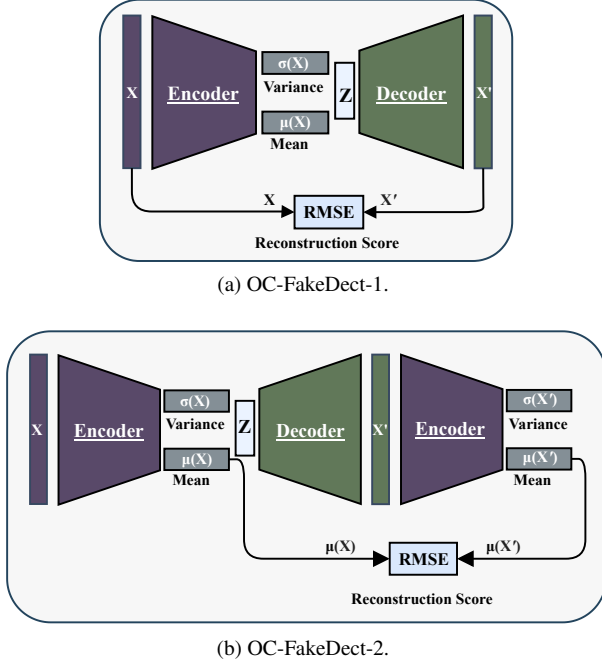 X
Encoder
σ(X)
Variance
μ(X)
Mean
Z
Decoder
X'
X
RMSE
X'
Reconstruction Score
(a) OC-FakeDect-1.
X
Encoder
σ(X)
Variance
μ(X)
Mean
Z
Decoder
X'
Encoder
σ(X')
Variance
μ(X')
Mean
μ(X)
RMSE
μ(X')
Reconstruction Score
(b) OC-FakeDect-2.